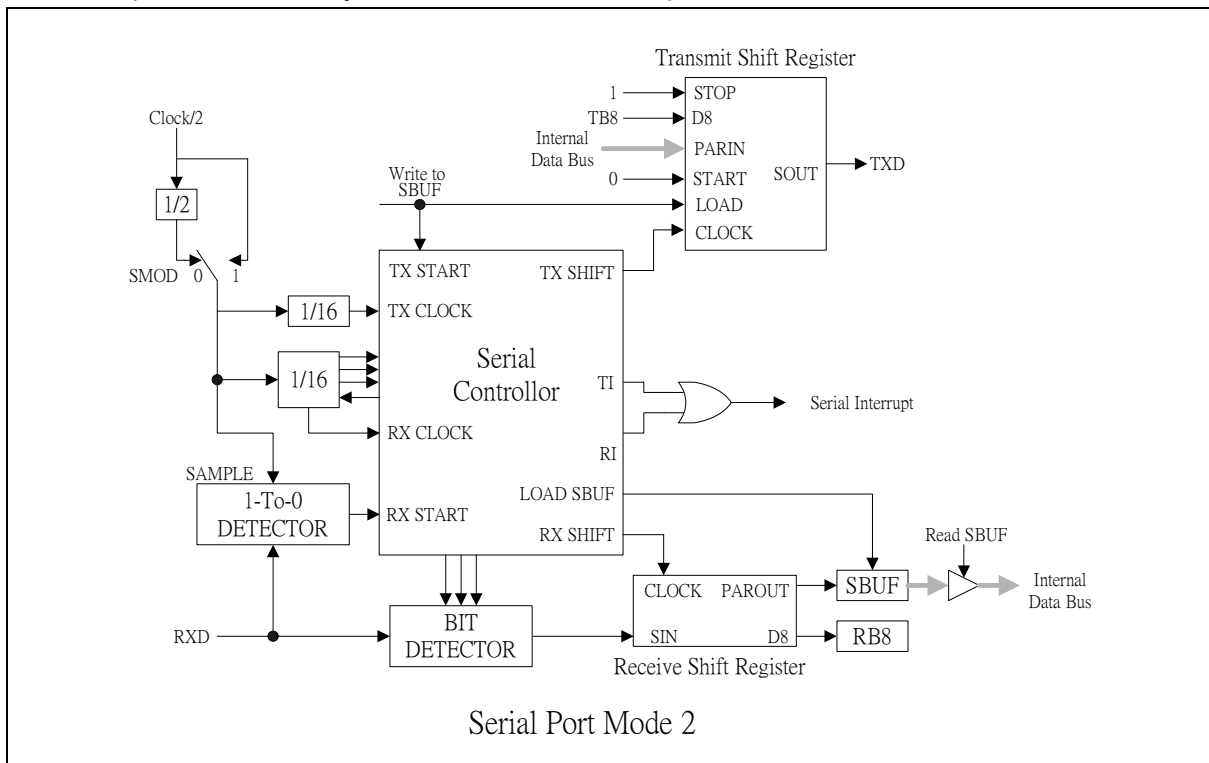 Transmit Shift Register
1
STOP
TB8
D8
Internal
Data Bus
PARIN
SOUT
TXD
0
START
LOAD
CLOCK
Clock/2
1/2
SMOD 0 1
Write to
SBUF
TX START
TX SHIFT
1/16
TX CLOCK
1/16
Serial
Controllor
TI
Serial Interrupt
RX CLOCK
RI
SAMPLE
1-To-0
DETECTOR
RX START
LOAD SBUF
RX SHIFT
Read SBUF
CLOCK PAROUT
SBUF
Internal
Data Bus
RXD
BIT
DETECTOR
SIN D8
RB8
Receive Shift Register
Serial Port Mode 2